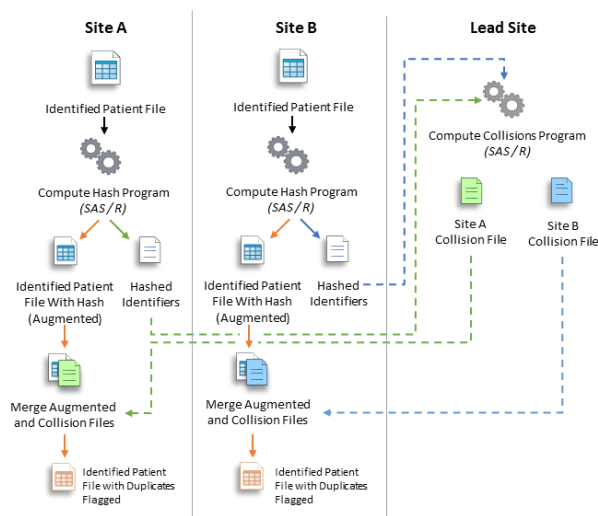 Site A
Site B
Lead Site
Identified Patient File
Identified Patient File
Compute Hash Program
(SAS/R)
Compute Hash Program
(SAS/R)
Compute Collisions Program
(SAS/R)
Site A
Collision File
Site B
Collision File
Identified Patient
File With Hash
(Augmented)
Hashed
Identifiers
Identified Patient
File With Hash
(Augmented)
Hashed
Identifiers
Merge Augmented
and Collision Files
Merge Augmented
and Collision Files
Identified Patient
File with Duplicates
Flagged
Identified Patient
File with Duplicates
Flagged